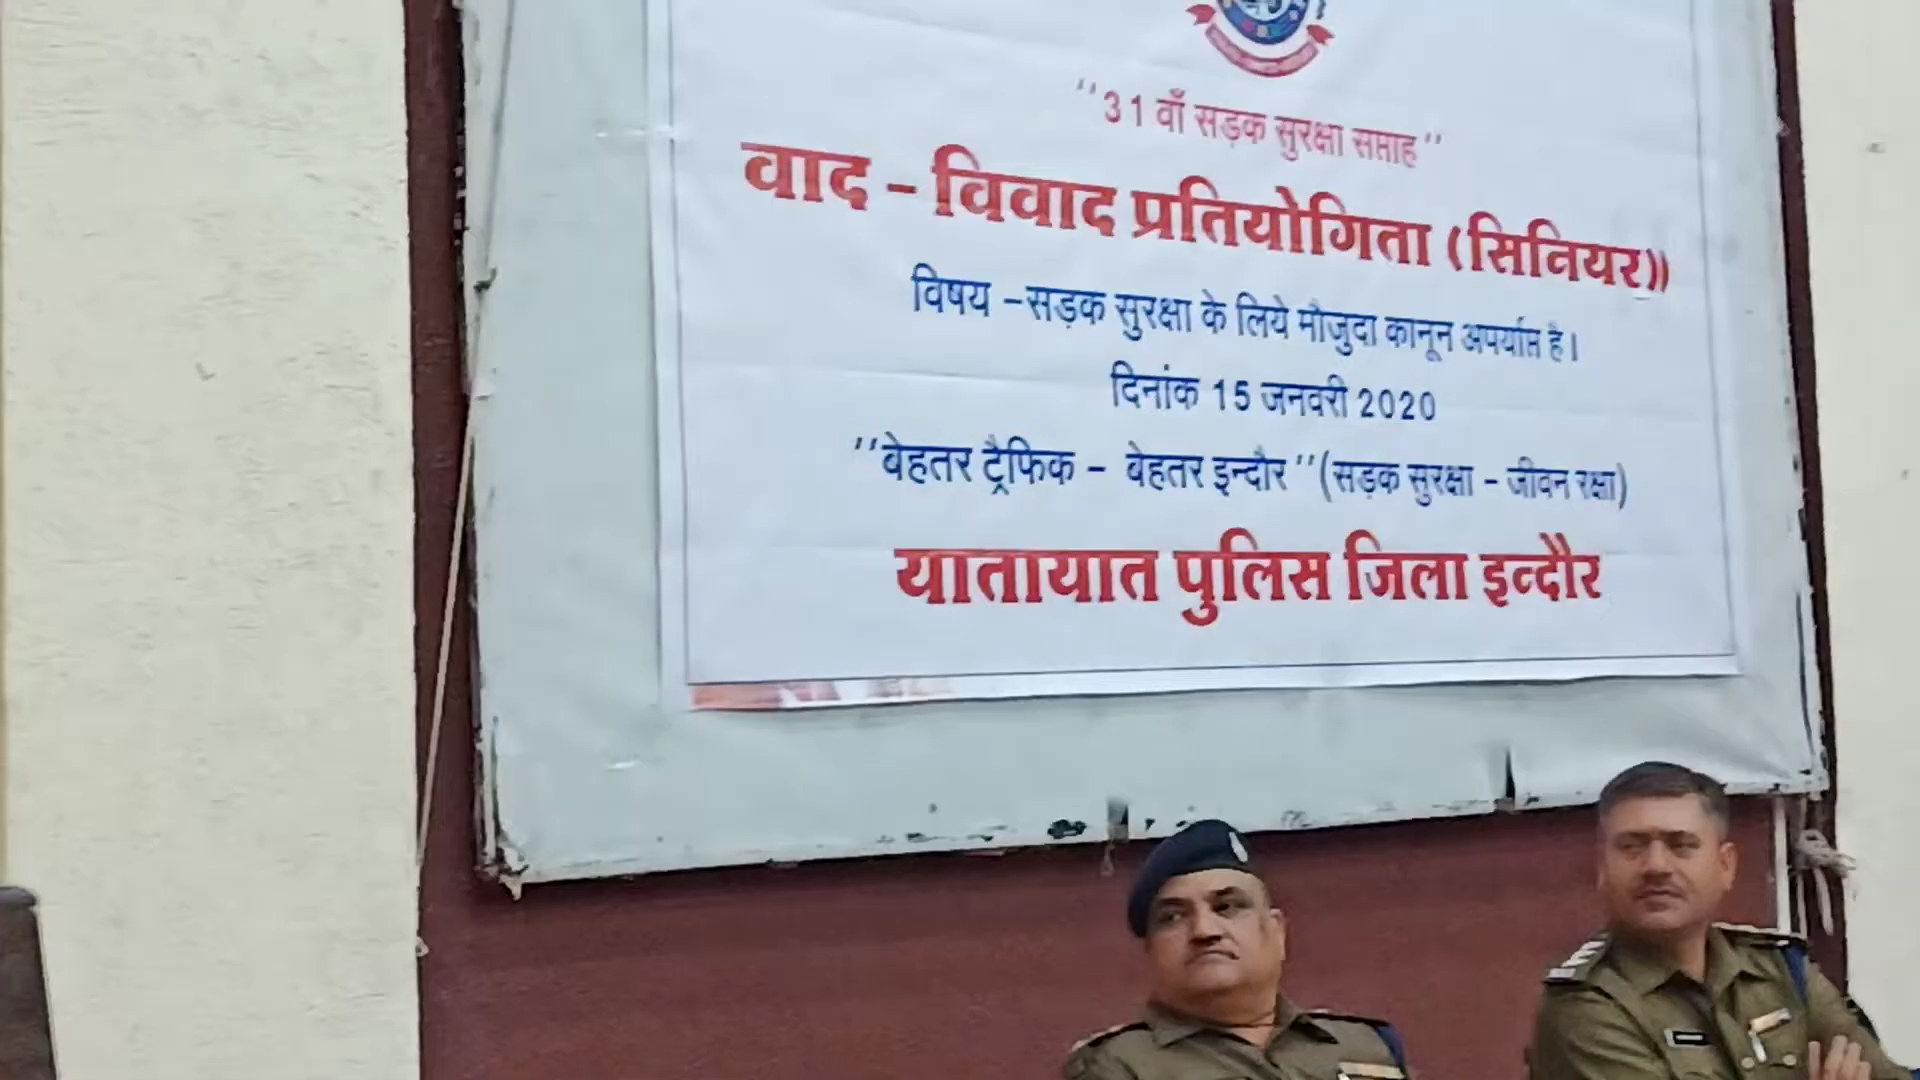 ''31 वाँ सड़क सुरक्षा सप्ताह''
वाद - विवाद प्रतियोगिता (सिनियर))
विषय -सड़क सुरक्षा के लिये मौजुदा कानून अपर्याप्त है।
दिनांक 15 जनवरी 2020
''बेहतर ट्रैफिक - बेहतर इन्दौर''(सड़क सुरक्षा - जीवन रक्षा)
यातायात पुलिस जिला इन्दौर